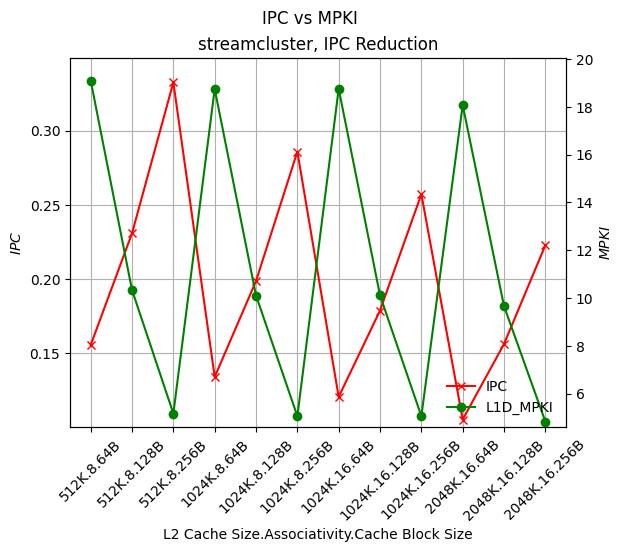 IPC vs MPKI
streamcluster, IPC Reduction
0.30
0.25
0.20
0.15
IPC
20
18
16
14
12
10
8
6
MPKI
IPC
L1D_MPKI
512K.8.64B
512K.8.128B
512K.8.256B
1024K.8.64B
1024K.8.128B
1024K.8.256B
1024K.16.64B
1024K.16.128B
1024K.16.256B
2048K.16.64B
2048K.16.128B
2048K.16.256B
L2 Cache Size.Associativity.Cache Block Size